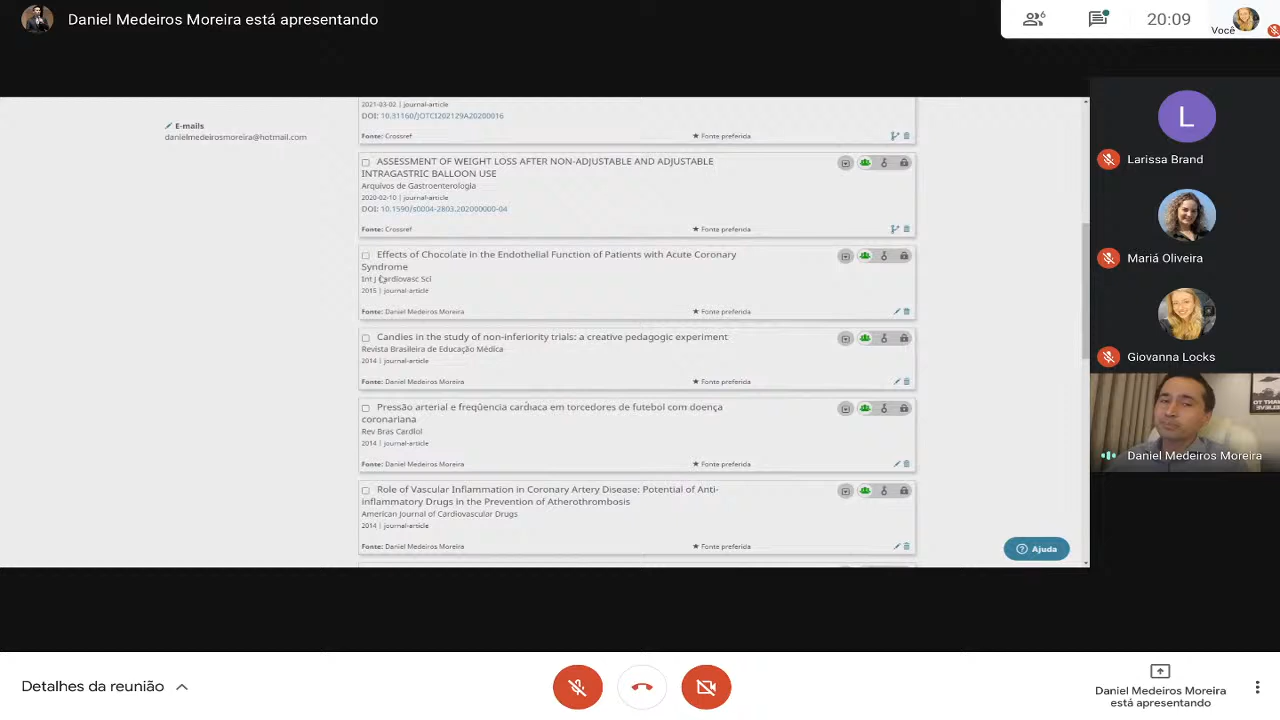 Daniel Medeiros Moreira está apresentando
6
20:09
Você
E-mails
danielmedeirosmoreira@hotmail.com
2021-03-02 | journal-article
DOI: 10.31160/JOTCI202129A20200016
Fonte: Crossref
★ Fonte preferida
ASSESSMENT OF WEIGHT LOSS AFTER NON-ADJUSTABLE AND ADJUSTABLE
INTRAGASTRIC BALLOON USE
Arquivos de Gastroenterologia
2020-02-10 | journal-article
DOI: 10.1590/s0004-2803.202000000-04
Fonte: Crossref
★ Fonte preferida
Effects of Chocolate in the Endothelial Function of Patients with Acute Coronary
Syndrome
Int J Cardiovasc Sci
2015 | journal-article
Fonte: Daniel Medeiros Moreira
★ Fonte preferida
Candies in the study of non-inferiority trials: a creative pedagogic experiment
Revista Brasileira de Educação Médica
2014 | journal-article
Fonte: Daniel Medeiros Moreira
★ Fonte preferida
Pressão arterial e freqüencia cardıaca em torcedores de futebol com doença
coronariana
Rev Bras Cardiol
2014 | journal-article
Fonte: Daniel Medeiros Moreira
★ Fonte preferida
Role of Vascular Inflammation in Coronary Artery Disease: Potential of Anti-
inflammatory Drugs in the Prevention of Atherothrombosis
American Journal of Cardiovascular Drugs
2014 | journal-article
Fonte: Daniel Medeiros Moreira
★ Fonte preferida
Ajuda
L
Larissa Brand
Mariá Oliveira
Giovanna Locks
Daniel Medeiros Moreira
Detalhes da reunião
Daniel Medeiros Moreira
está apresentando